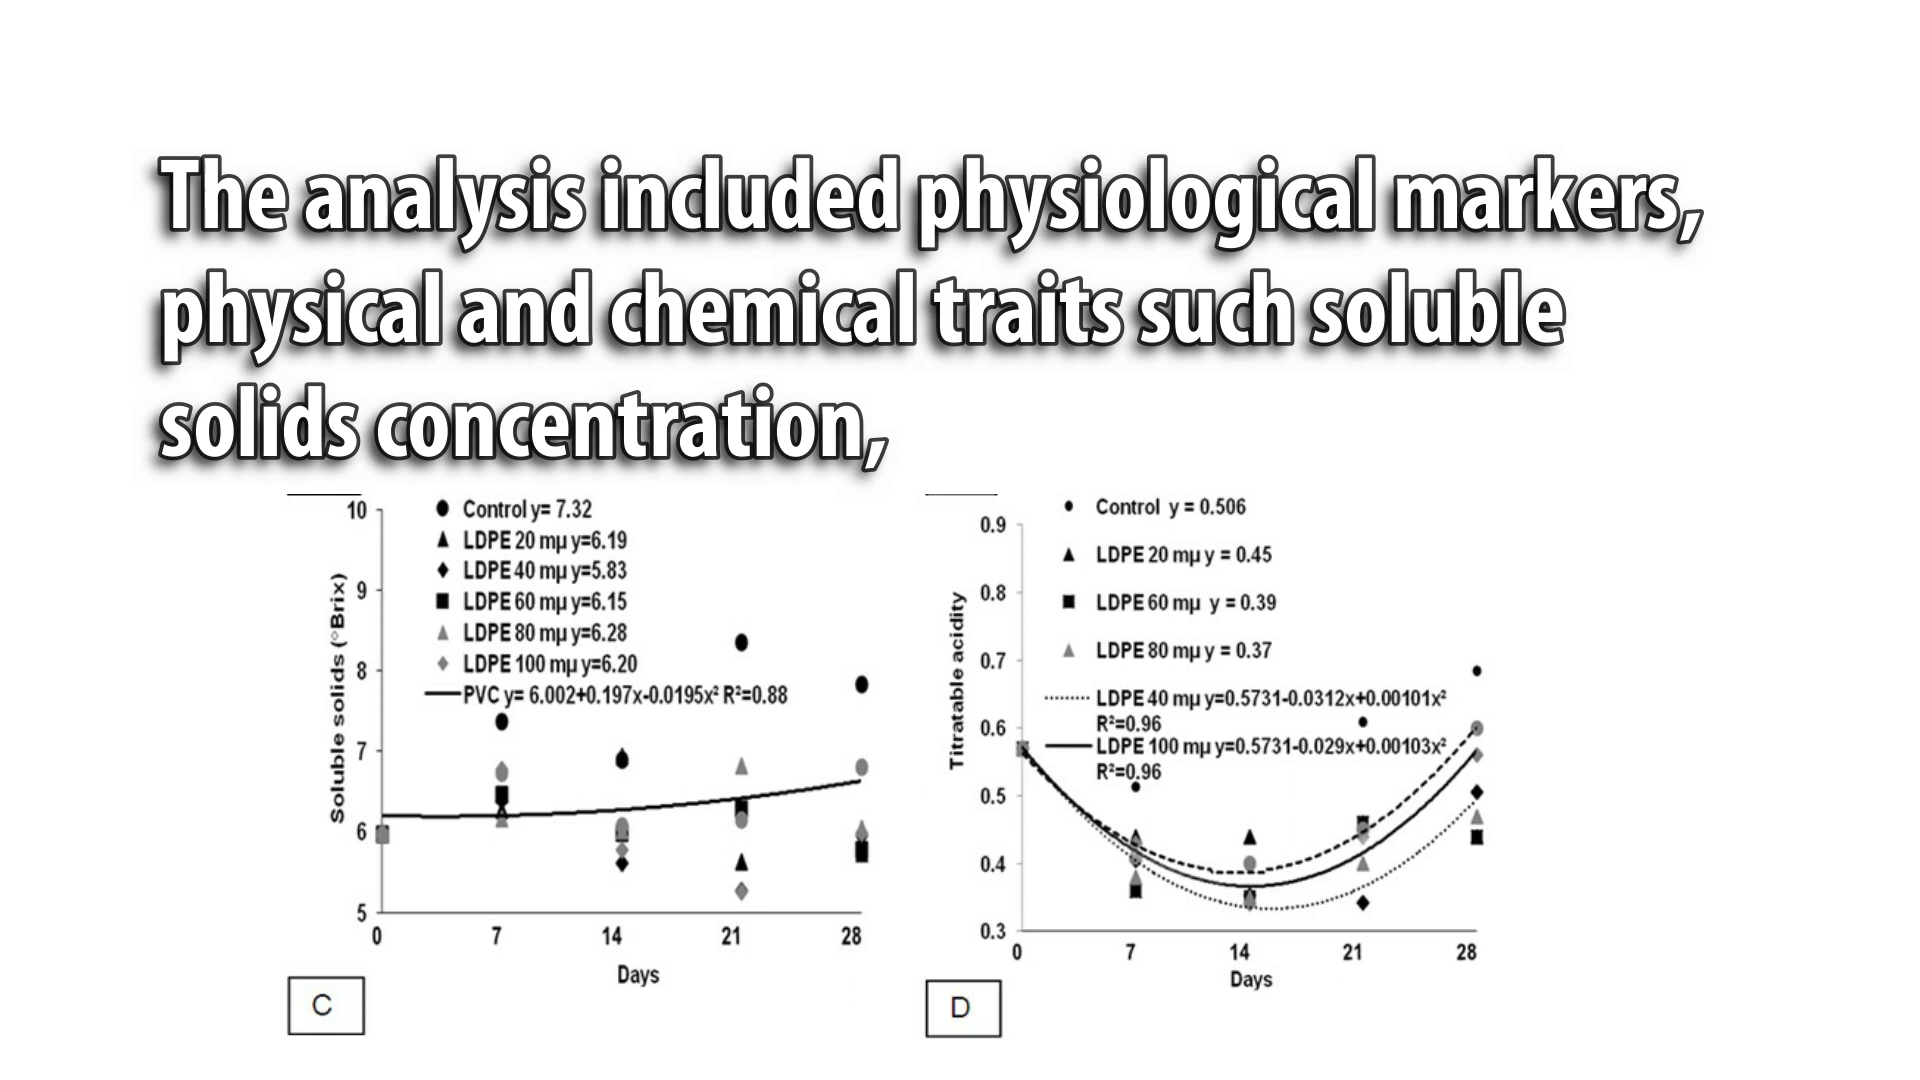 The analysis included physiological markers,
physical and chemical traits such soluble
solids concentration,
10
9
8
7
6
5
Soluble solids (°Brix)
Control y= 7.32
LDPE 20 mµ y=6.19
LDPE 40 mµ y=5.83
LDPE 60 mµ y=6.15
LDPE 80 mµ y=6.28
LDPE 100 mµ y=6.20
PVC y= 6.002+0.197x-0.0195x² R²=0.88
0 7 14 21 28
Days
C
0.9
0.8
0.7
0.6
0.5
0.4
0.3
Titratable acidity
Control y = 0.506
LDPE 20 mµ y = 0.45
LDPE 60 mµ y = 0.39
LDPE 80 mµ y = 0.37
LDPE 40 mµ y=0.5731-0.0312x+0.00101x²
R²=0.96
LDPE 100 mµ y=0.5731-0.029x+0.00103x²
R²=0.96
0 7 14 21 28
Days
D